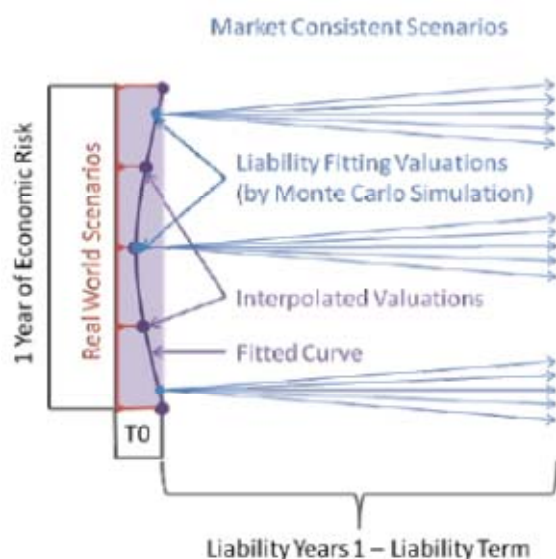 Market Consistent Scenarios
1 Year of Economic Risk
Real World Scenarios
Liability Fitting Valuations
(by Monte Carlo Simulation)
Interpolated Valuations
Fitted Curve
T0
Liability Years 1 – Liability Term